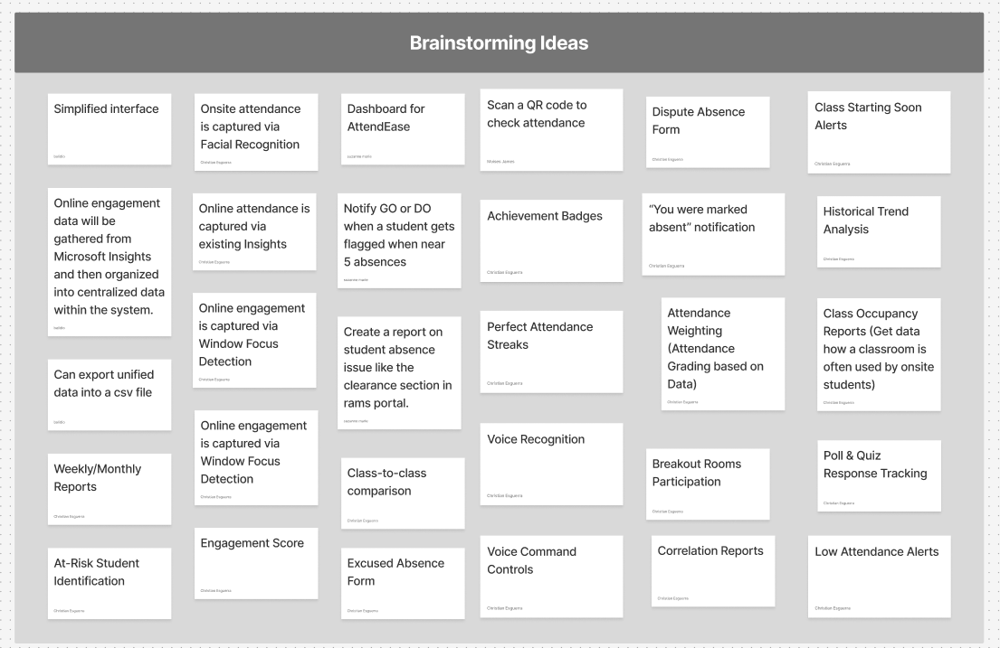 Brainstorming Ideas
Simplified interface
Online engagement
data will be
gathered from
Microsoft Insights
and then organized
into centralized data
within the system.
Can export unified
data into a csv file
Weekly/Monthly
Reports
Christian Esguerra
At-Risk Student
Identification
Christian Esguerra
Onsite attendance
is captured via
Facial Recognition
Christian Esguerra
Online attendance is
captured via
existing Insights
Christian Esguerra
Online engagement
is captured via
Window Focus
Detection
Christian Esguerra
Online engagement
is captured via
Window Focus
Detection
Christian Esguerra
Engagement Score
Christian Esguerra
Dashboard for
AttendEase
Notify GO or DO
when a student gets
flagged when near
5 absences
Create a report on
student absence
issue like the
clearance section in
rams portal.
Class-to-class
comparison
Christian Esguerra
Excused Absence
Form
Christian Esguerra
Scan a QR code to
check attendance
Achievement Badges
Christian Esguerra
Perfect Attendance
Streaks
Christian Esguerra
Voice Recognition
Christian Esguerra
Voice Command
Controls
Christian Esguerra
Dispute Absence
Form
Christian Esguerra
“You were marked
absent” notification
Christian Esguerra
Attendance
Weighting
(Attendance
Grading based on
Data)
Christian Esguerra
Breakout Rooms
Participation
Christian Esguerra
Correlation Reports
Christian Esguerra
Class Starting Soon
Alerts
Christian Esguerra
Historical Trend
Analysis
Christian Esguerra
Class Occupancy
Reports (Get data
how a classroom is
often used by onsite
students)
Christian Esguerra
Poll & Quiz
Response Tracking
Christian Esguerra
Low Attendance Alerts
Christian Esguerra